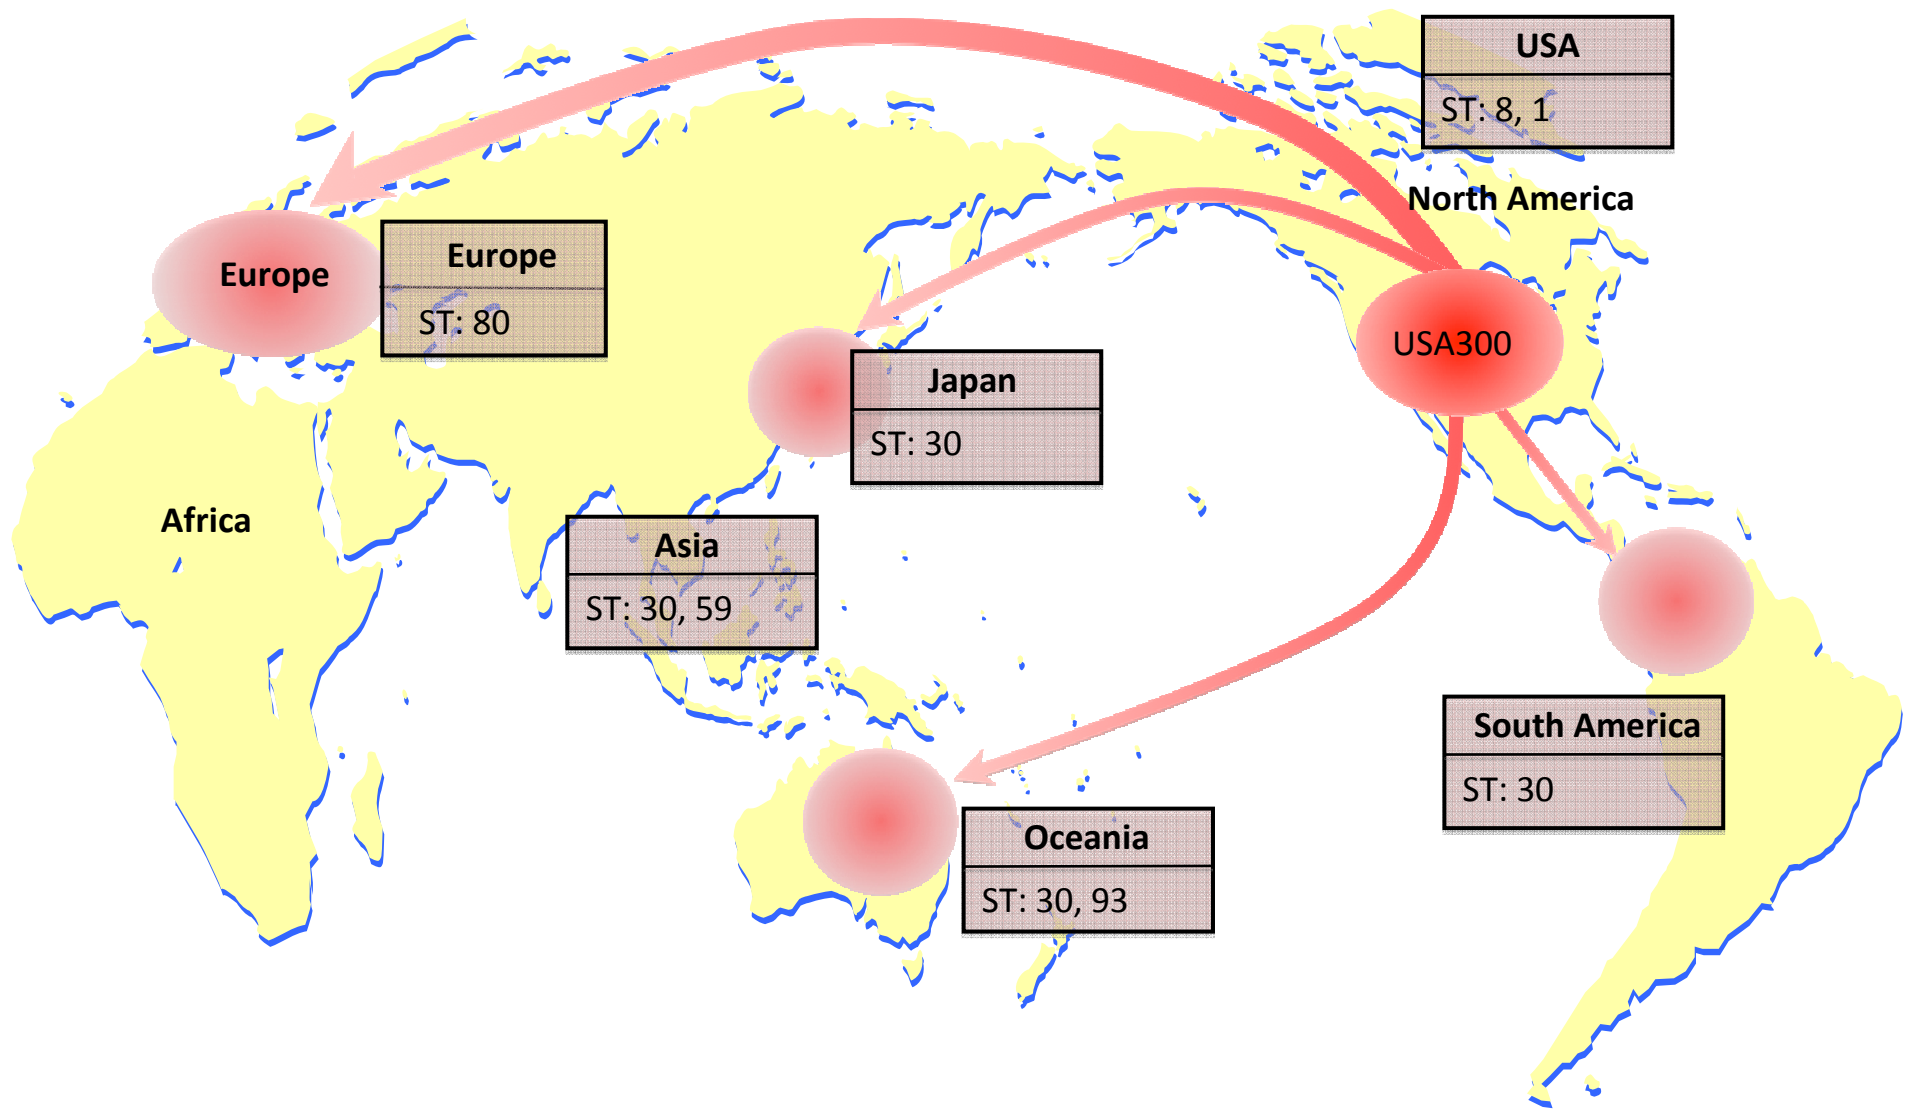 USA
ST: 8, 1
North America
Europe
Europe
ST: 80
USA300
Japan
ST: 30
Africa
Asia
ST: 30, 59
South America
ST: 30
Oceania
ST: 30, 93